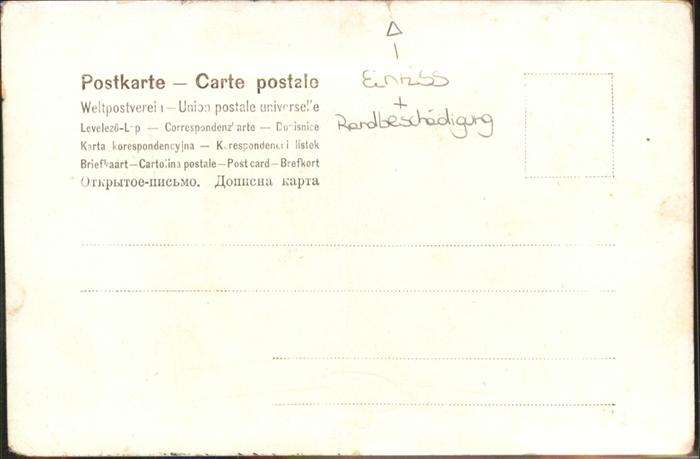 Postkarte – Carte postale
Weltpostverein – Union postale universelle
Levelező-Lap — Correspondenz arte — Dopisnice
Karta korespondencyjna — Korespondenční lístek
Briefkaart — Cartolina postale — Post card — Brefkort
Открытое-письмо. Дописна карта
Einriss
+
Randbeschädigung